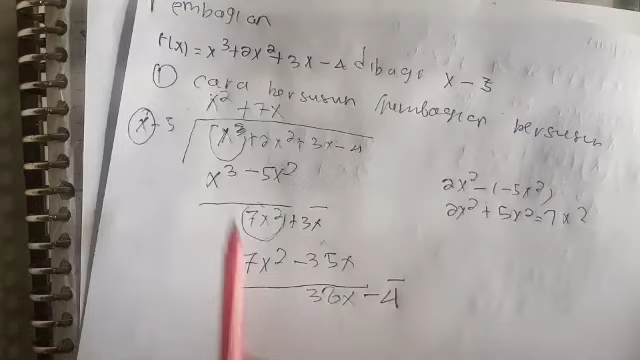 Pembagian
f(x) = x³+2x²+3x-4 dibagi x-5
① cara bersusun / pembagian bersusun
x² + 7x
x-5 x³+2x²+3x-4
x³ - 5x²
7x² + 3x
7x² - 35x
38x - 4
2x² - (-5x²)
2x² + 5x² = 7x²